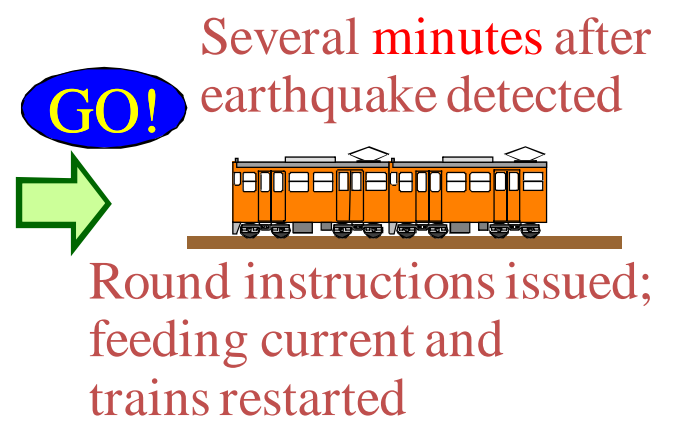 Several minutes after
earthquake detected
GO!
Round instructions issued;
feeding current and
trains restarted